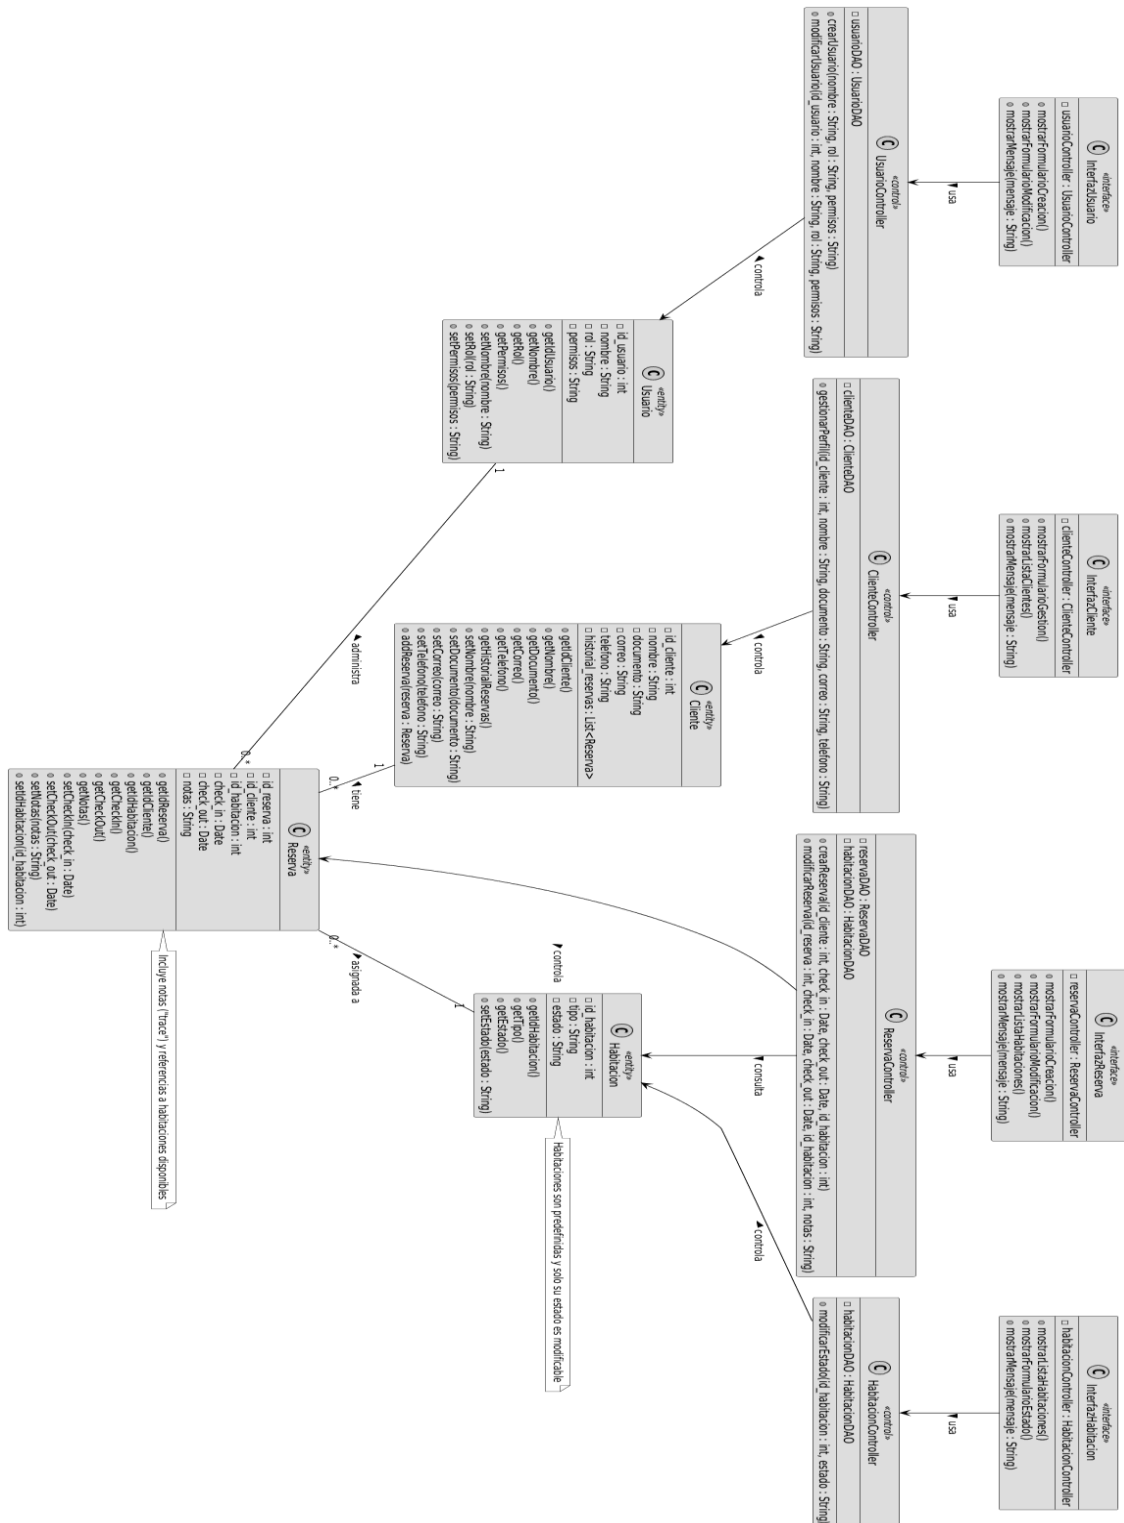 «interface»
InterfazUsuario
usuarioController : UsuarioController
mostrarFormularioCreacion()
mostrarFormularioModificacion()
mostrarMensaje(mensaje : String)
«interface»
InterfazCliente
clienteController : ClienteController
mostrarFormularioGestion()
mostrarListaClientes()
mostrarMensaje(mensaje : String)
«interface»
InterfazReserva
reservaController : ReservaController
mostrarFormularioCreacion()
mostrarFormularioModificacion()
mostrarListaHabitaciones()
mostrarMensaje(mensaje : String)
«interface»
InterfazHabitacion
habitacionController : HabitacionController
mostrarListaHabitaciones()
mostrarFormularioEstado()
mostrarMensaje(mensaje : String)
usa
usa
usa
usa
«control»
UsuarioController
usuarioDAO : UsuarioDAO
crearUsuario(nombre : String, rol : String, permisos : String)
modificarUsuario(id_usuario : int, nombre : String, rol : String, permisos : String)
«control»
ClienteController
clienteDAO : ClienteDAO
gestionarPerfil(id_cliente : int, nombre : String, documento : String, correo : String, telefono : String)
«control»
ReservaController
reservaDAO : ReservaDAO
habitacionDAO : HabitacionDAO
crearReserva(id_cliente : int, check_in : Date, check_out : Date, id_habitacion : int)
modificarReserva(id_reserva : int, check_in : Date, check_out : Date, id_habitacion : int, notas : String)
«control»
HabitacionController
habitacionDAO : HabitacionDAO
modificarEstado(id_habitacion : int, estado : String)
controla
controla
consulta
controla
«entity»
Usuario
id_usuario : int
nombre : String
rol : String
permisos : String
getIdUsuario()
getNombre()
getRol()
getPermisos()
setNombre(nombre : String)
setRol(rol : String)
setPermisos(permisos : String)
«entity»
Cliente
id_cliente : int
nombre : String
documento : String
correo : String
telefono : String
historial_reservas : List<Reserva>
getIdCliente()
getNombre()
getDocumento()
getCorreo()
getTelefono()
getHistorialReservas()
setNombre(nombre : String)
setDocumento(documento : String)
setCorreo(correo : String)
setTelefono(telefono : String)
addReserva(reserva : Reserva)
controla
«entity»
Habitacion
id_habitacion : int
tipo : String
estado : String
getIdHabitacion()
getTipo()
getEstado()
setEstado(estado : String)
Habitaciones son predefinidas y solo su estado es modificable
1
administra
0..*
1
tiene
0..*
1
asignada a
0..*
«entity»
Reserva
id_reserva : int
id_cliente : int
id_habitacion : int
check_in : Date
check_out : Date
notas : String
getIdReserva()
getIdCliente()
getIdHabitacion()
getCheckIn()
getCheckOut()
getNotas()
setCheckIn(check_in : Date)
setCheckOut(check_out : Date)
setNotas(notas : String)
setIdHabitacion(id_habitacion : int)
Incluye notas ("trace") y referencias a habitaciones disponibles